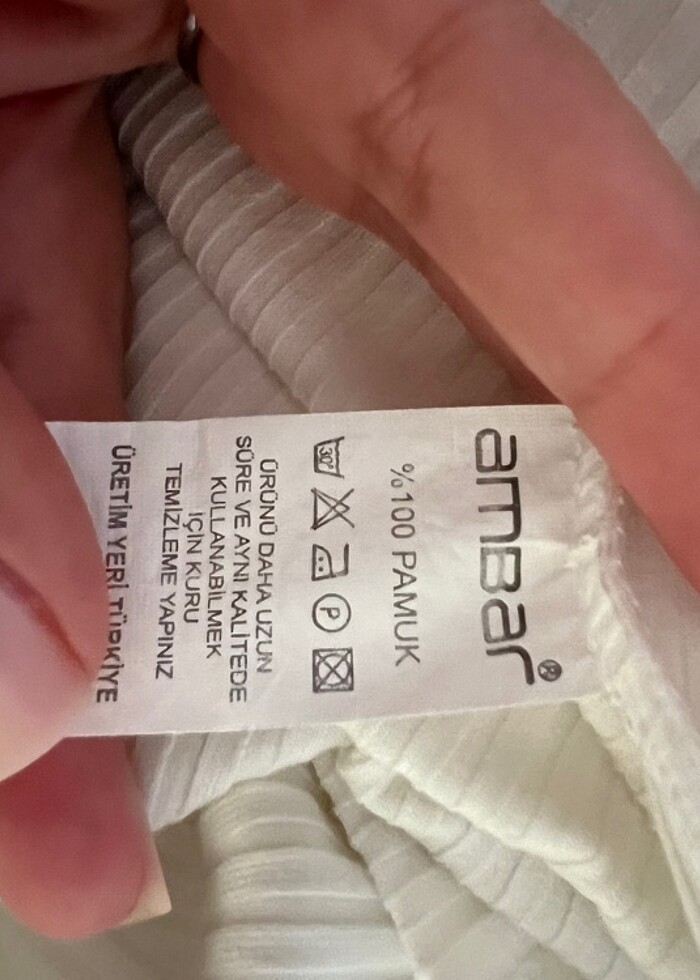 amBar®
%100 PAMUK
30° P
ÜRÜNÜ DAHA UZUN
SÜRE VE AYNI KALİTEDE
KULLANABİLMEK
İÇİN KURU
TEMİZLEME YAPINIZ
ÜRETİM YERİ TÜRKİYE